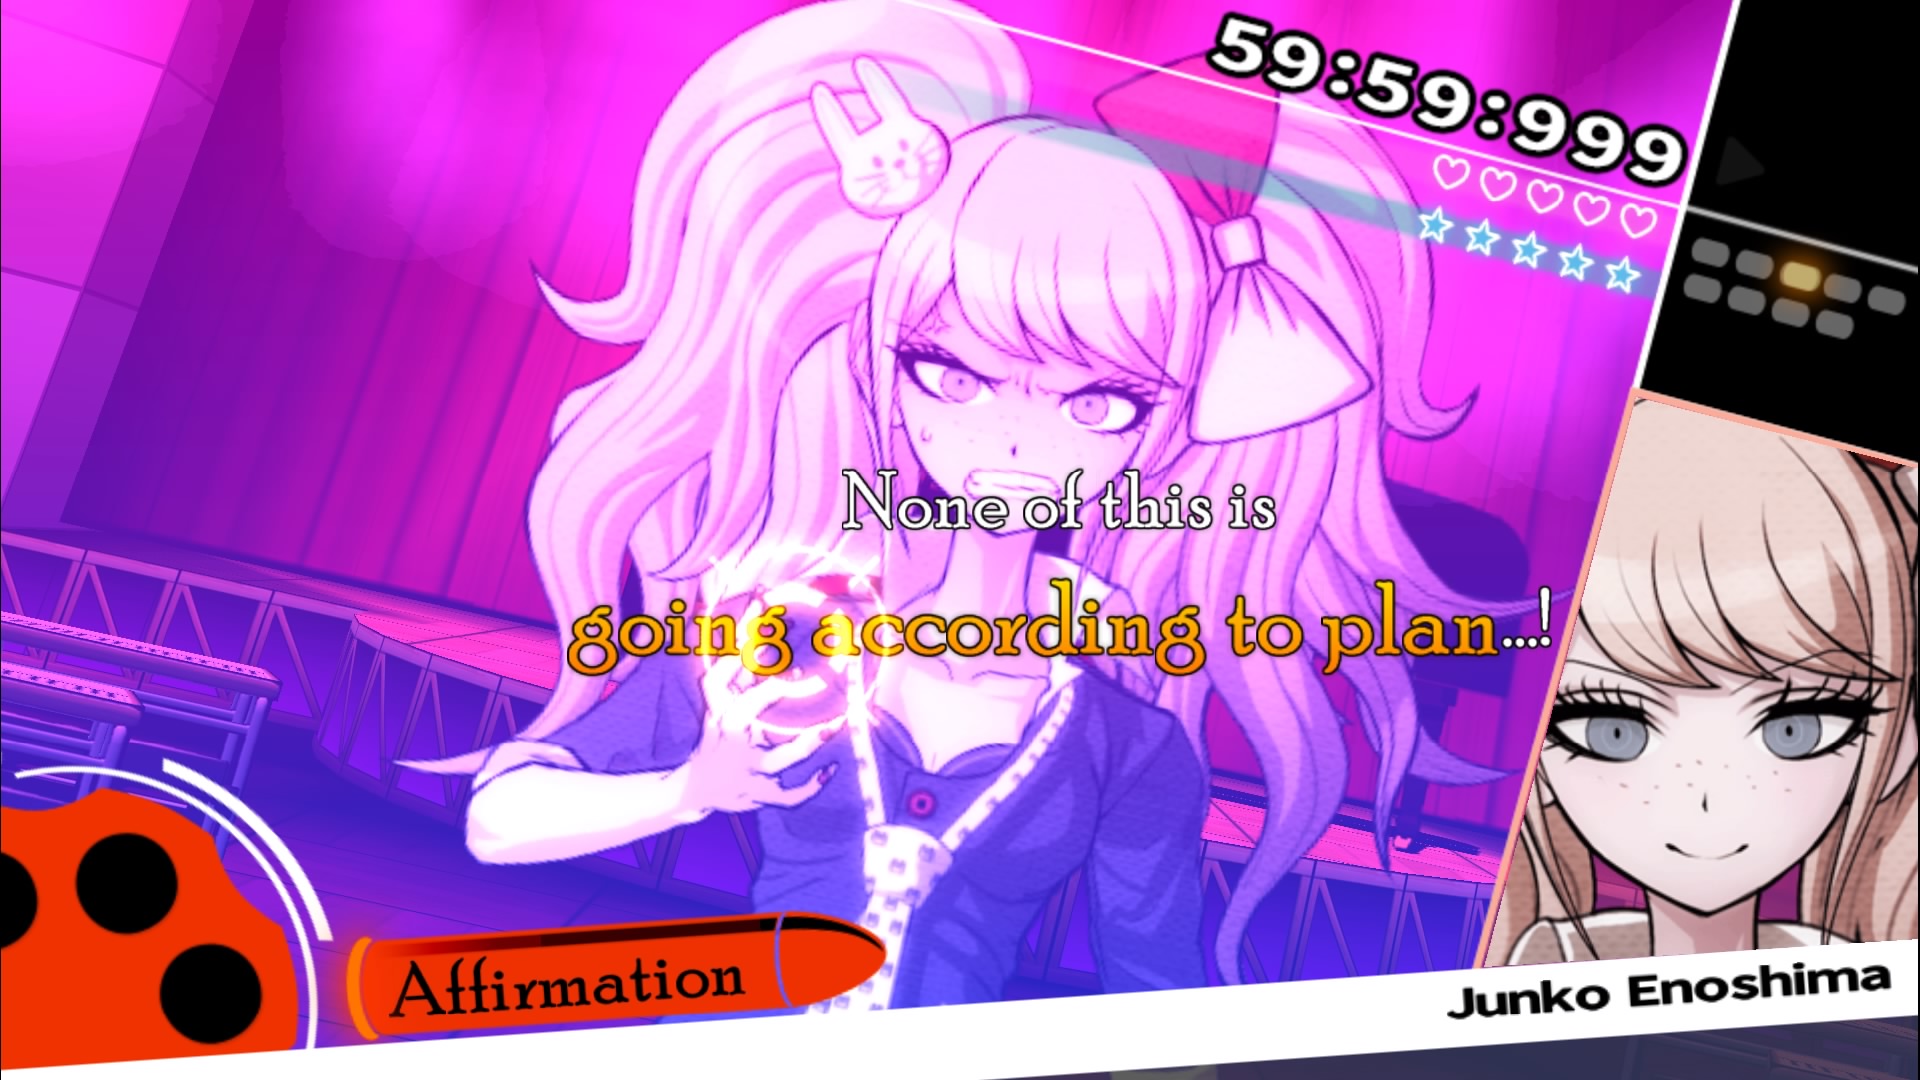 59:59:999
None of this is
going according to plan...!
Affirmation
Junko Enoshima